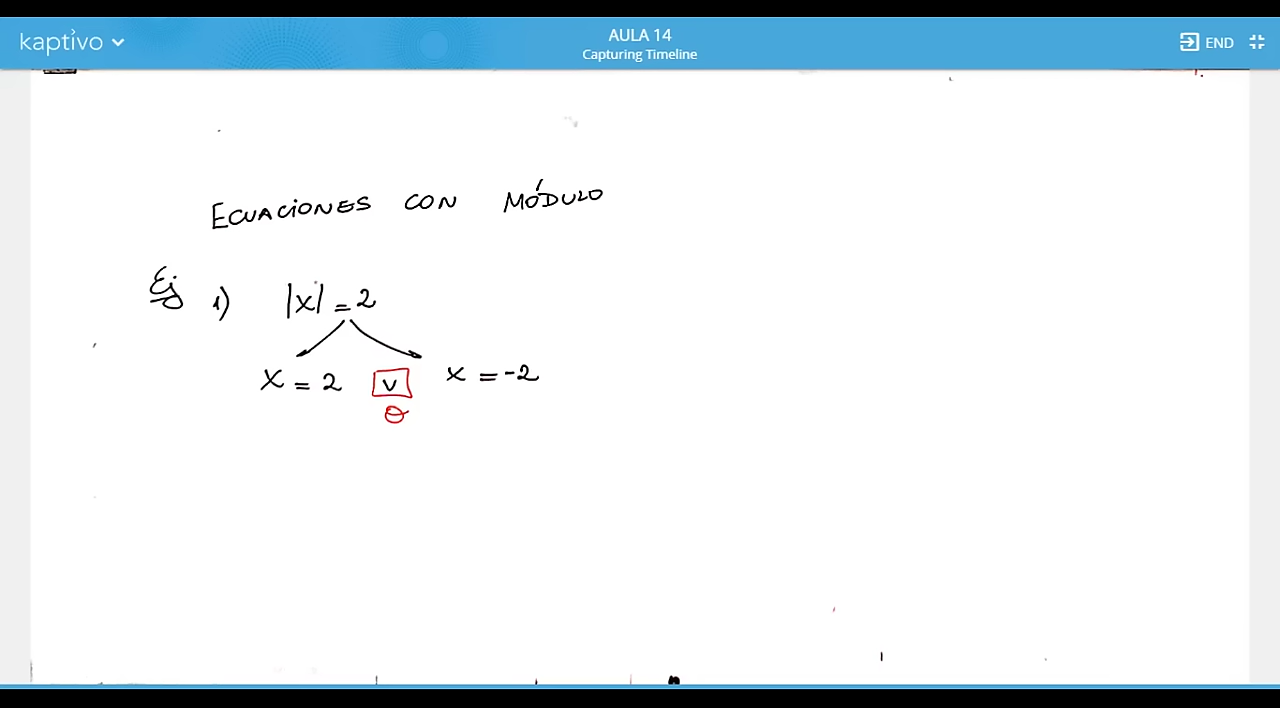 kaptivo
AULA 14
Capturing Timeline
END
ECUACIONES CON MÓDULO
Ej 1) |x| = 2
x = 2 v x = -2